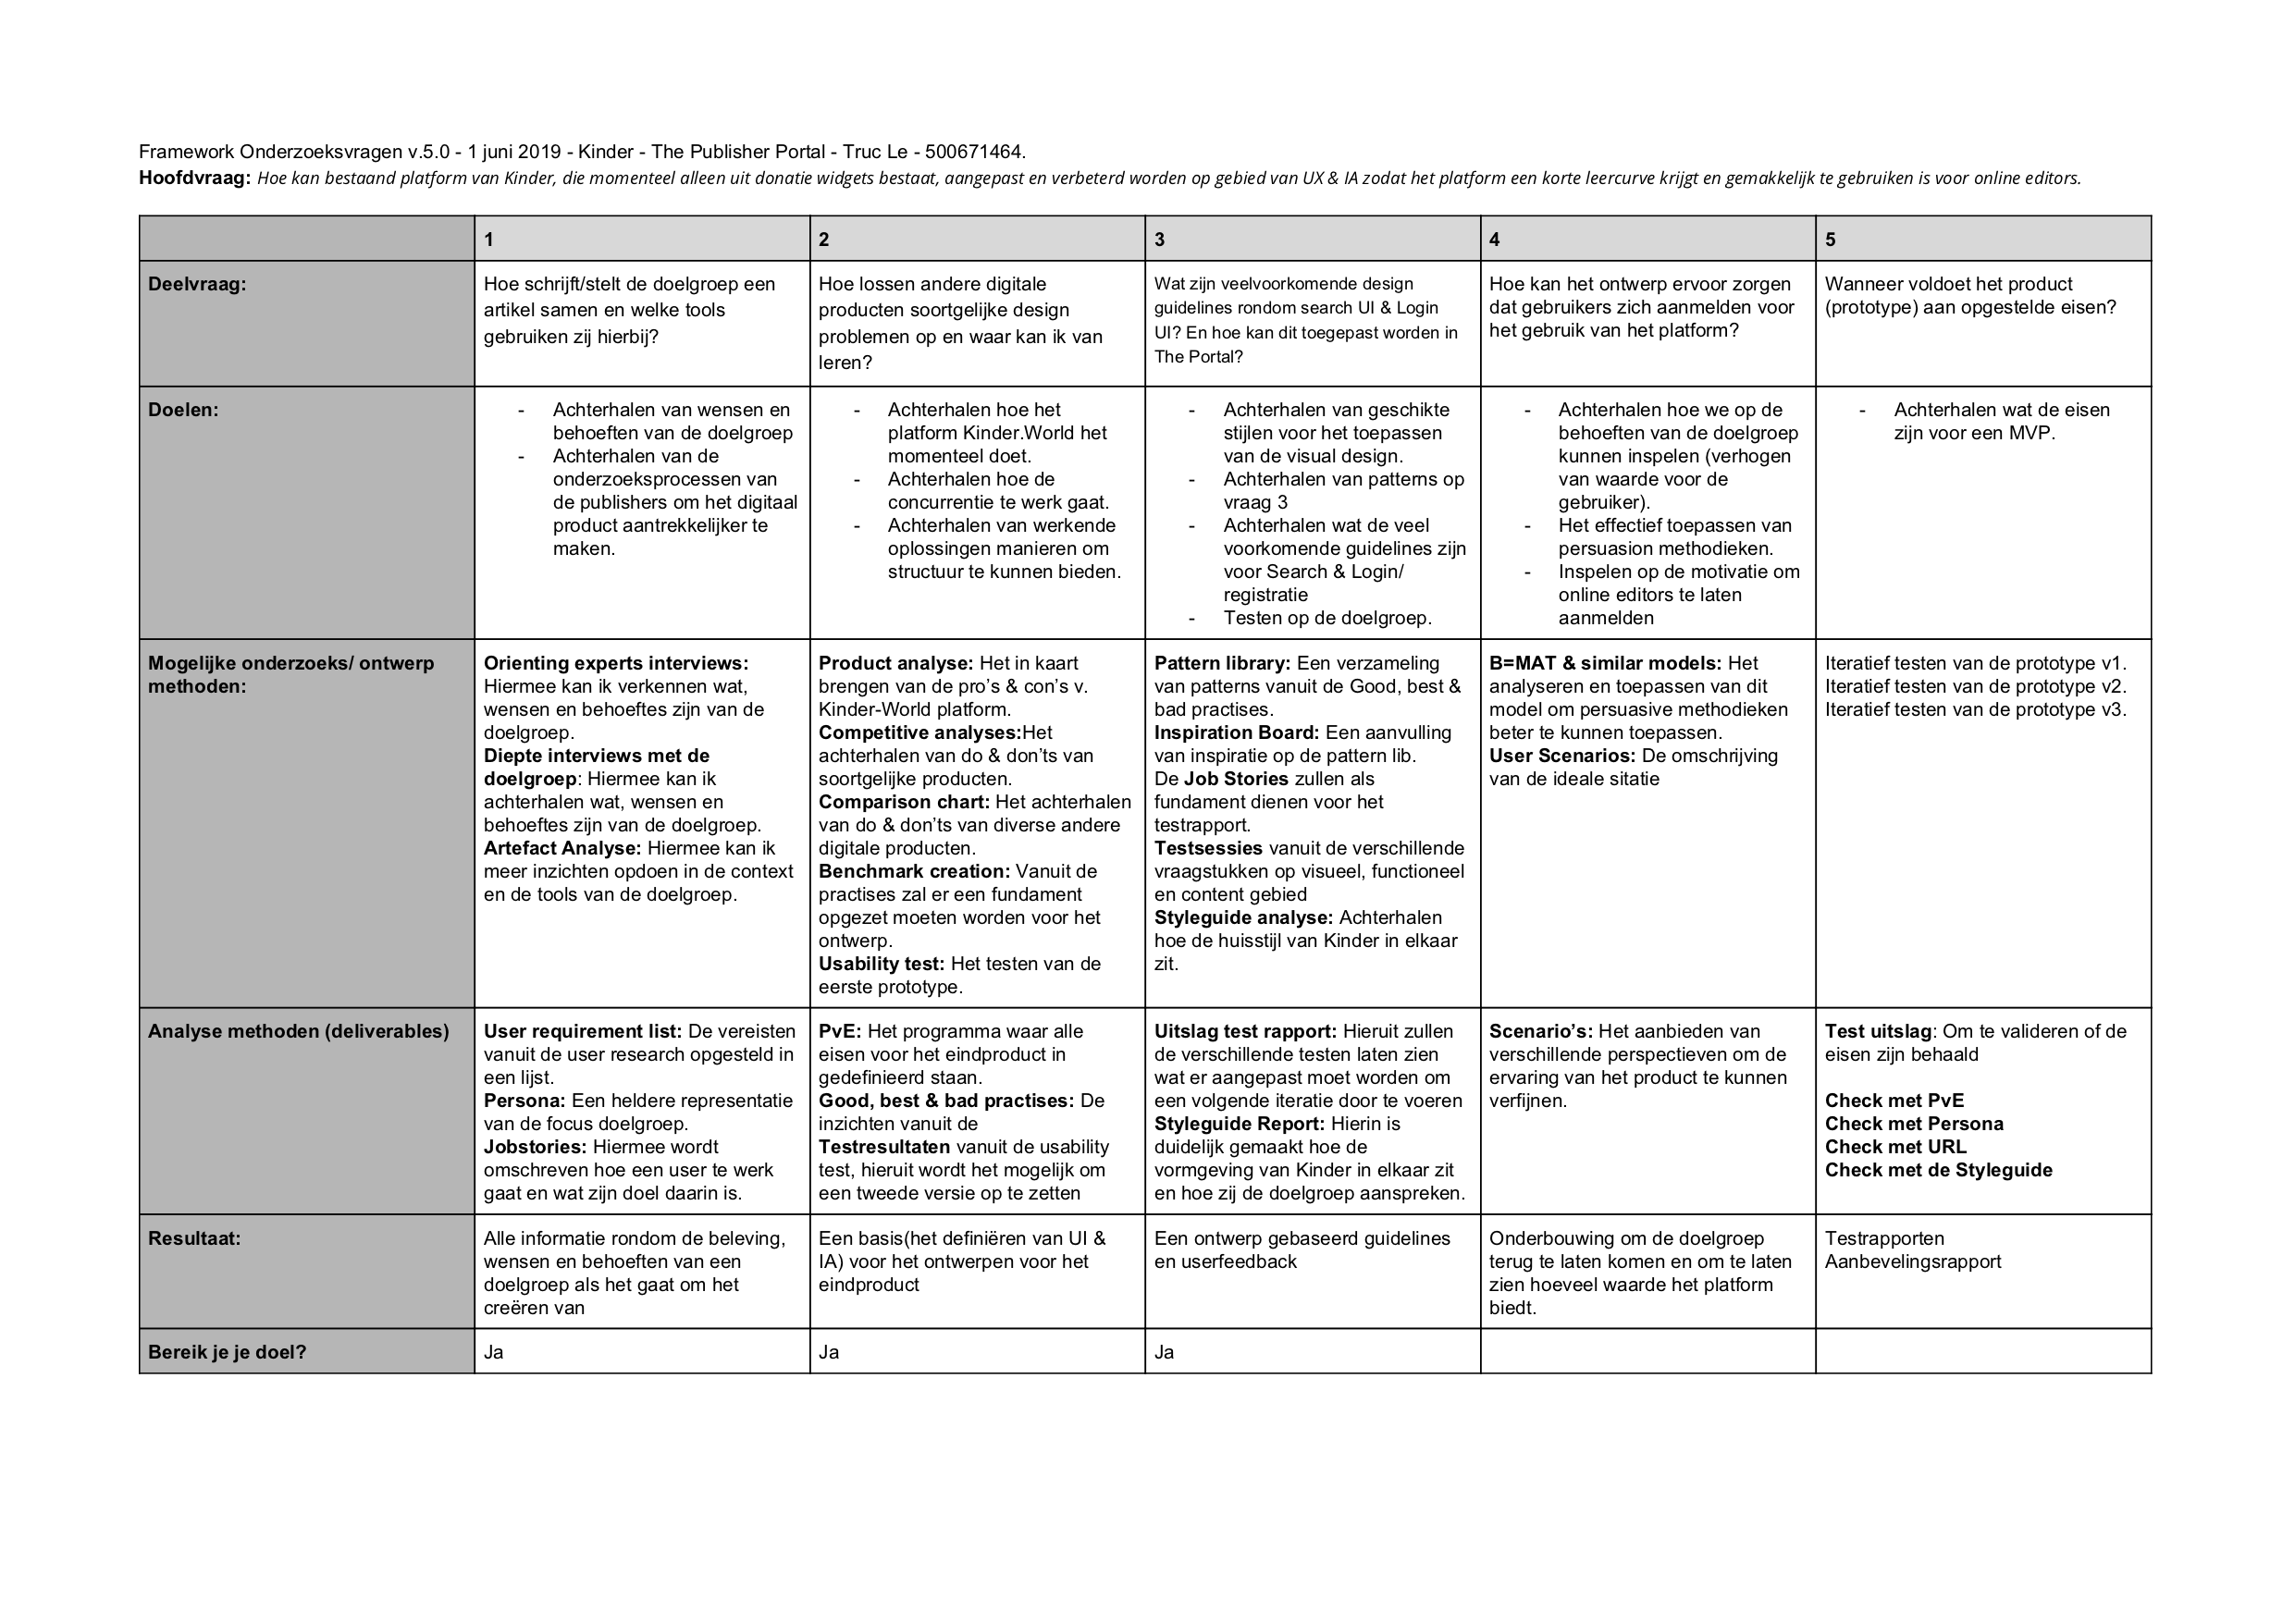 Framework Onderzoeksvragen v.5.0 - 1 juni 2019 - Kinder - The Publisher Portal - Truc Le - 500671464.
Hoofdvraag: Hoe kan bestaand platform van Kinder, die momenteel alleen uit donatie widgets bestaat, aangepast en verbeterd worden op gebied van UX & IA zodat het platform een korte leercurve krijgt en gemakkelijk te gebruiken is voor online editors.
1
2
3
4
5
Deelvraag:
Hoe schrijft/stelt de doelgroep een
artikel samen en welke tools
gebruiken zij hierbij?
Hoe lossen andere digitale
producten soortgelijke design
problemen op en waar kan ik van
leren?
Wat zijn veelvoorkomende design
guidelines rondom search UI & Login
UI? En hoe kan dit toegepast worden in
The Portal?
Hoe kan het ontwerp ervoor zorgen
dat gebruikers zich aanmelden voor
het gebruik van het platform?
Wanneer voldoet het product
(prototype) aan opgestelde eisen?
Doelen:
- Achterhalen van wensen en
behoeften van de doelgroep
- Achterhalen van de
onderzoeksprocessen van
de publishers om het digitaal
product aantrekkelijker te
maken.
- Achterhalen hoe het
platform Kinder.World het
momenteel doet.
- Achterhalen hoe de
concurrentie te werk gaat.
- Achterhalen van werkende
oplossingen manieren om
structuur te kunnen bieden.
- Achterhalen van geschikte
stijlen voor het toepassen
van de visual design.
- Achterhalen van patterns op
vraag 3
- Achterhalen wat de veel
voorkomende guidelines zijn
voor Search & Login/
registratie
- Testen op de doelgroep.
- Achterhalen hoe we op de
behoeften van de doelgroep
kunnen inspelen (verhogen
van waarde voor de
gebruiker).
- Het effectief toepassen van
persuasion methodieken.
- Inspelen op de motivatie om
online editors te laten
aanmelden
- Achterhalen wat de eisen
zijn voor een MVP.
Mogelijke onderzoeks/ ontwerp
methoden:
Orienting experts interviews:
Hiermee kan ik verkennen wat,
wensen en behoeftes zijn van de
doelgroep.
Diepte interviews met de
doelgroep: Hiermee kan ik
achterhalen wat, wensen en
behoeftes zijn van de doelgroep.
Artefact Analyse: Hiermee kan ik
meer inzichten opdoen in de context
en de tools van de doelgroep.
Product analyse: Het in kaart
brengen van de pro's & con's v.
Kinder-World platform.
Competitive analyses:Het
achterhalen van do & don'ts van
soortgelijke producten.
Comparison chart: Het achterhalen
van do & don'ts van diverse andere
digitale producten.
Benchmark creation: Vanuit de
practises zal er een fundament
opgezet moeten worden voor het
ontwerp.
Usability test: Het testen van de
eerste prototype.
Pattern library: Een verzameling
van patterns vanuit de Good, best &
bad practises.
Inspiration Board: Een aanvulling
van inspiratie op de pattern lib.
De Job Stories zullen als
fundament dienen voor het
testrapport.
Testsessies vanuit de verschillende
vraagstukken op visueel, functioneel
en content gebied
Styleguide analyse: Achterhalen
hoe de huisstijl van Kinder in elkaar
zit.
B=MAT & similar models: Het
analyseren en toepassen van dit
model om persuasive methodieken
beter te kunnen toepassen.
User Scenarios: De omschrijving
van de ideale sitatie
Iteratief testen van de prototype v1.
Iteratief testen van de prototype v2.
Iteratief testen van de prototype v3.
Analyse methoden (deliverables)
User requirement list: De vereisten
vanuit de user research opgesteld in
een lijst.
Persona: Een heldere representatie
van de focus doelgroep.
Jobstories: Hiermee wordt
omschreven hoe een user te werk
gaat en wat zijn doel daarin is.
PvE: Het programma waar alle
eisen voor het eindproduct in
gedefinieerd staan.
Good, best & bad practises: De
inzichten vanuit de
Testresultaten vanuit de usability
test, hieruit wordt het mogelijk om
een tweede versie op te zetten
Uitslag test rapport: Hieruit zullen
de verschillende testen laten zien
wat er aangepast moet worden om
een volgende iteratie door te voeren
Styleguide Report: Hierin is
duidelijk gemaakt hoe de
vormgeving van Kinder in elkaar zit
en hoe zij de doelgroep aanspreken.
Scenario's: Het aanbieden van
verschillende perspectieven om de
ervaring van het product te kunnen
verfijnen.
Test uitslag: Om te valideren of de
eisen zijn behaald
Check met PvE
Check met Persona
Check met URL
Check met de Styleguide
Resultaat:
Alle informatie rondom de beleving,
wensen en behoeften van een
doelgroep als het gaat om het
creëren van
Een basis(het definiëren van UI &
IA) voor het ontwerpen voor het
eindproduct
Een ontwerp gebaseerd guidelines
en userfeedback
Onderbouwing om de doelgroep
terug te laten komen en om te laten
zien hoeveel waarde het platform
biedt.
Testrapporten
Aanbevelingsrapport
Bereik je je doel?
Ja
Ja
Ja